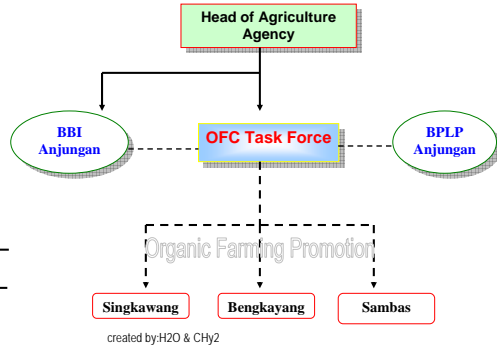 Head of Agriculture
Agency
BBI
Anjungan
OFC Task Force
BPLP
Anjungan
Organic Farming Promotion
Singkawang
Bengkayang
Sambas
created by:H2O & CHy2